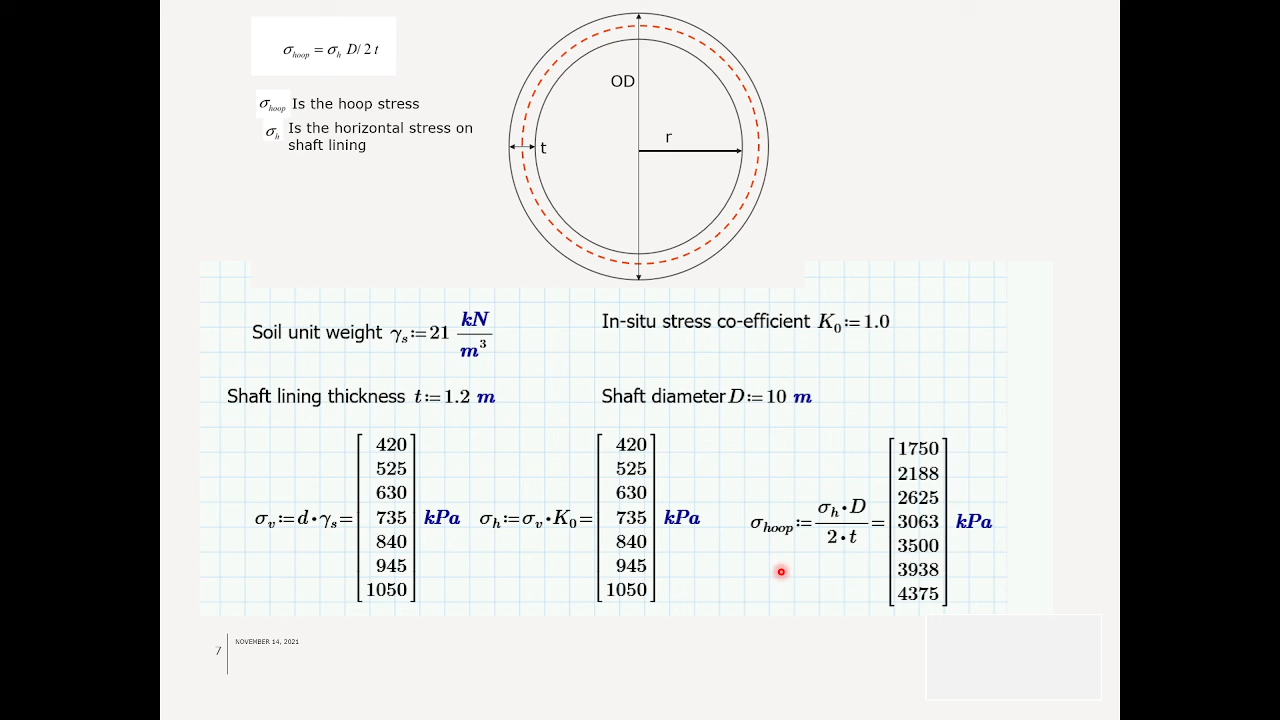 σhoop = σh D/ 2 t
σhoop Is the hoop stress
σh Is the horizontal stress on
shaft lining
OD
r
t
Soil unit weight γs:=21 kN/m³
In-situ stress co-efficient K0:=1.0
Shaft lining thickness t:=1.2 m
Shaft diameter D:=10 m
σv:=d•γs= [420 525 630 735 840 945 1050] kPa
σh:=σv•K0= [420 525 630 735 840 945 1050] kPa
σhoop:= σh•D / 2•t = [1750 2188 2625 3063 3500 3938 4375] kPa
7
NOVEMBER 14, 2021